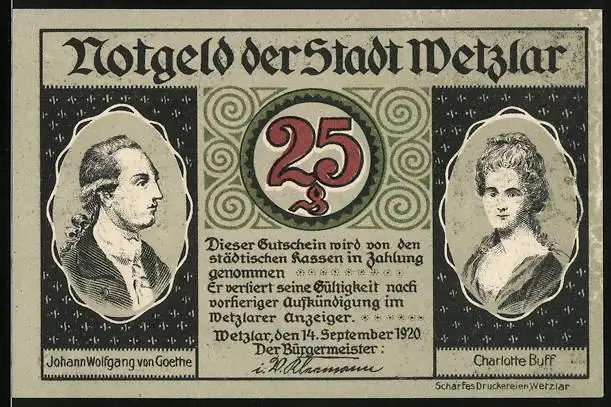 Notgeld der Stadt Wetzlar
25
₰
Dieser Gutschein wird von den
städtischen Kassen in Zahlung
genommen
Er verliert seine Gültigkeit nach
vorheriger Aufkündigung im
Wetzlarer Anzeiger.
Wetzlar, den 14. September 1920
Der Bürgermeister:
i. V.
Johann Wolfgang von Goethe
Charlotte Buff
Scharfes Druckereien, Wetzlar